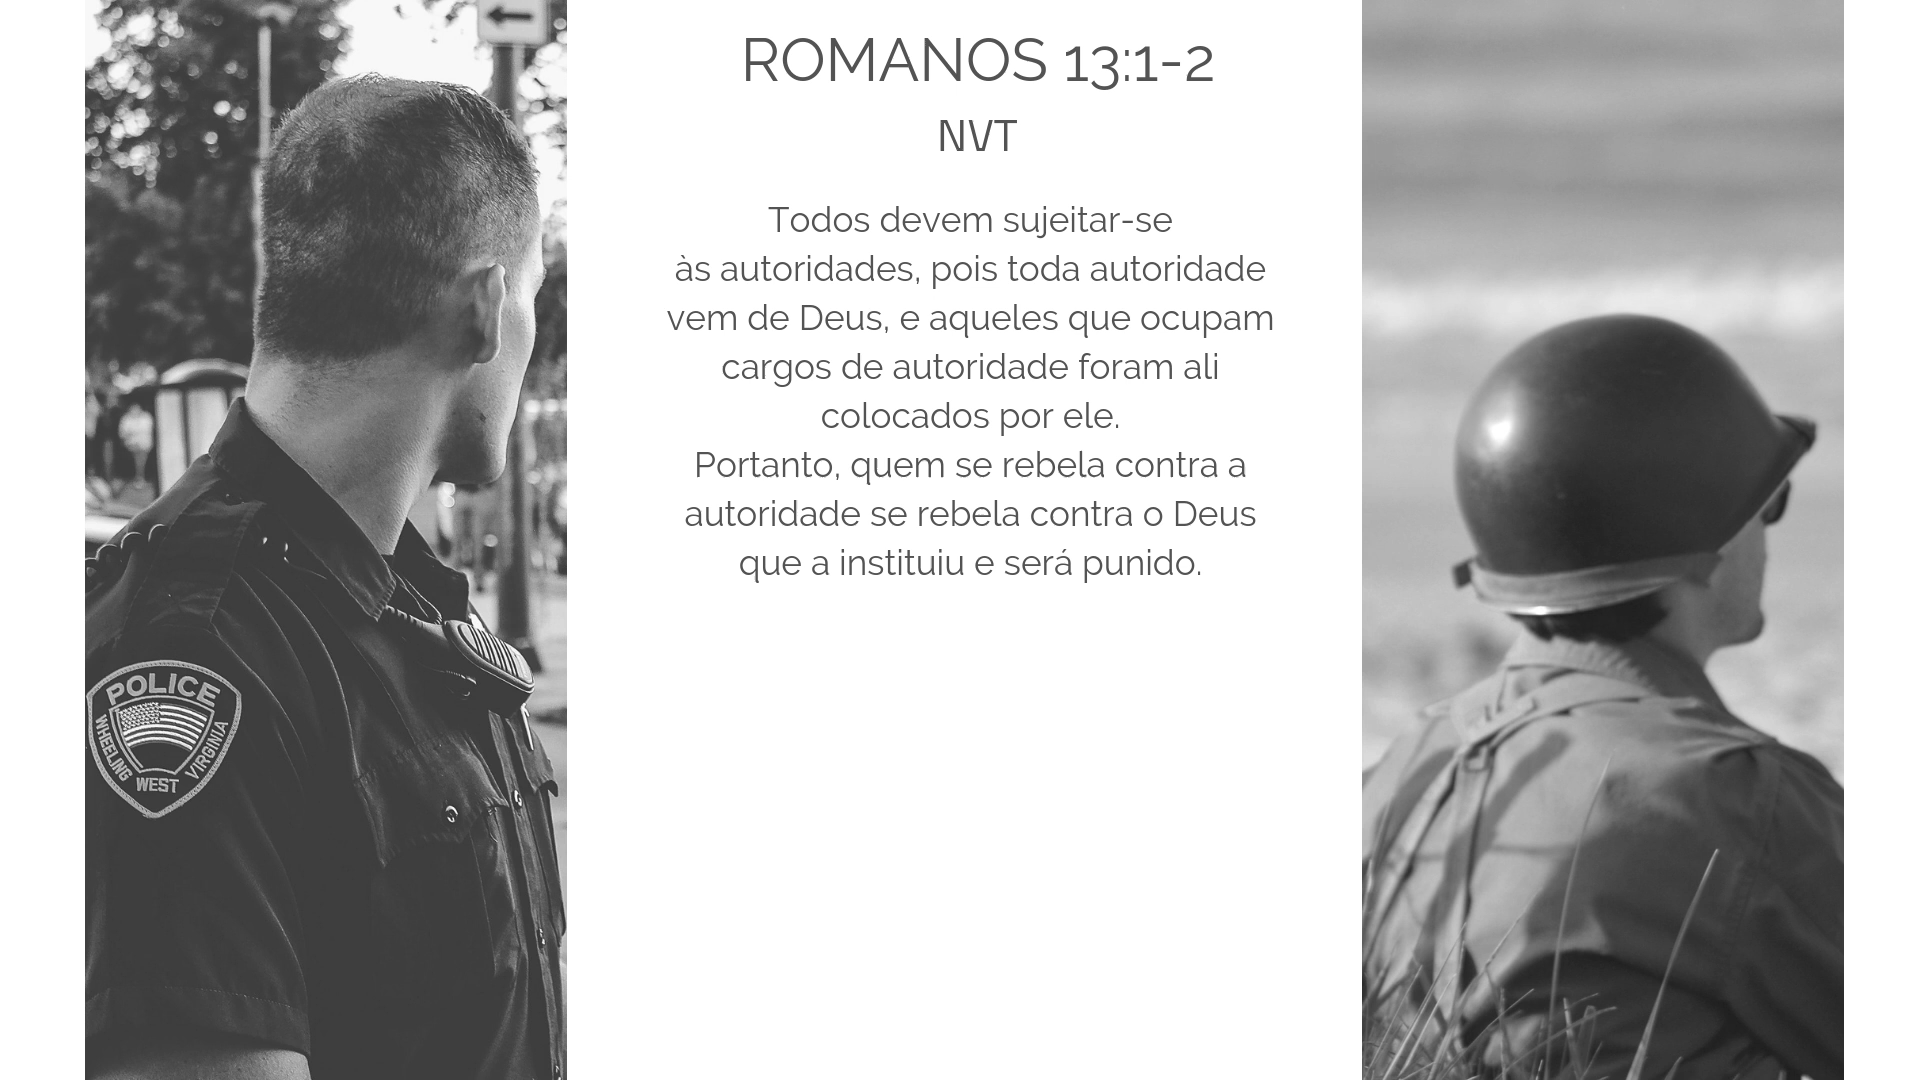 ROMANOS 13:1-2
NVT
Todos devem sujeitar-se
às autoridades, pois toda autoridade
vem de Deus, e aqueles que ocupam
cargos de autoridade foram ali
colocados por ele.
Portanto, quem se rebela contra a
autoridade se rebela contra o Deus
que a instituiu e será punido.
POLICE
WHEELING
WEST
VIRGINIA